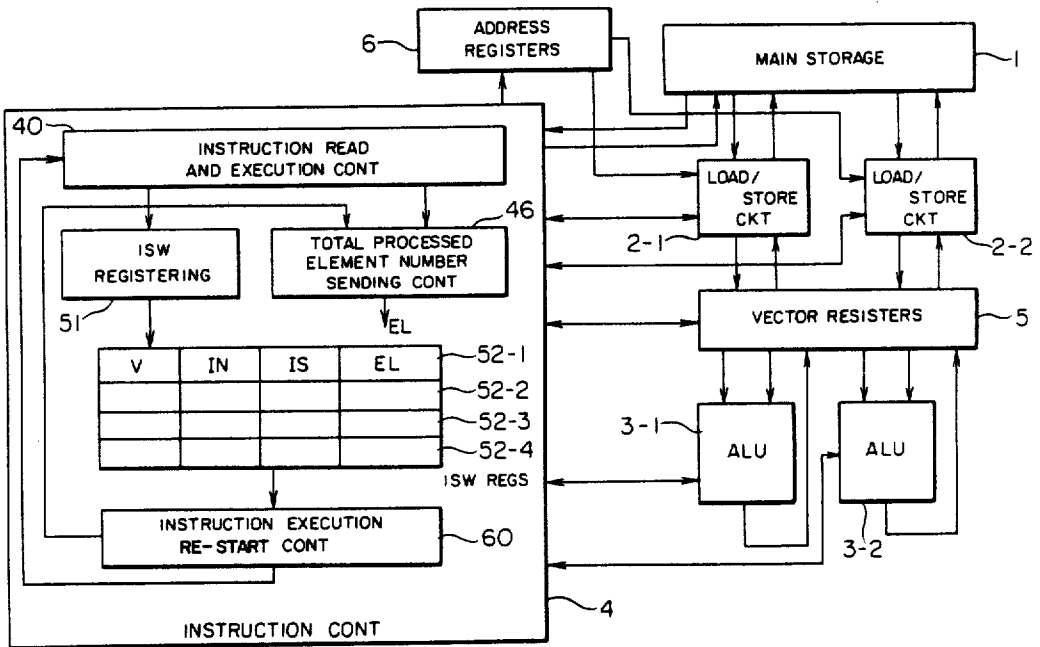 ADDRESS
REGISTERS
6
MAIN STORAGE
1
40
INSTRUCTION READ
AND EXECUTION CONT
LOAD/
STORE
CKT
2-1
LOAD/
STORE
CKT
2-2
ISW
REGISTERING
51
46
TOTAL PROCESSED
ELEMENT NUMBER
SENDING CONT
EL
VECTOR RESISTERS
5
V IN IS EL
52-1
52-2
52-3
52-4
ISW REGS
3-1
ALU
ALU
3-2
INSTRUCTION EXECUTION
RE-START CONT
60
4
INSTRUCTION CONT